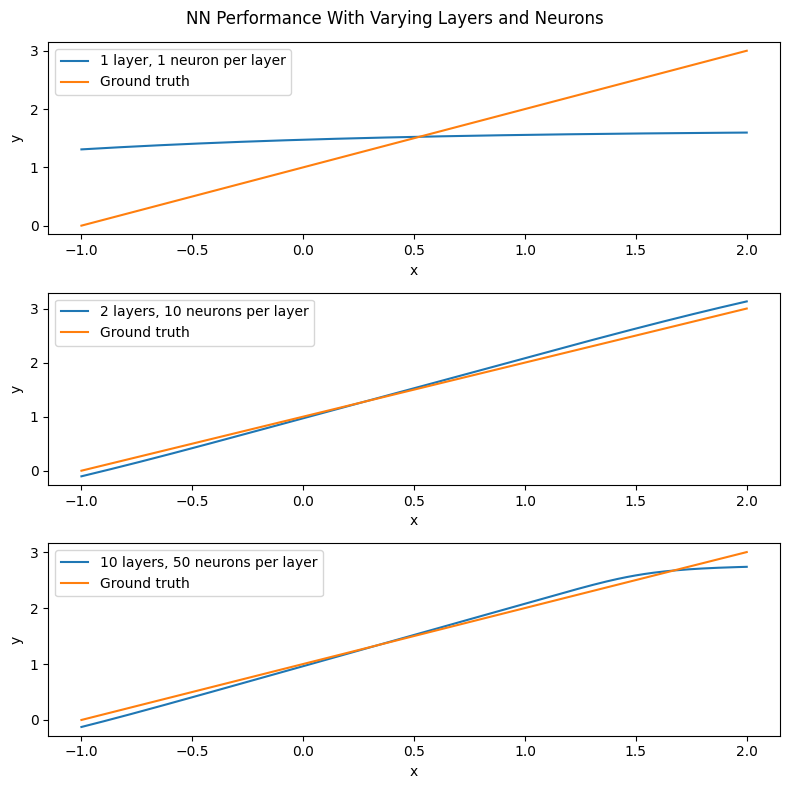 NN Performance With Varying Layers and Neurons
3
2
1
0
y
1 layer, 1 neuron per layer
Ground truth
−1.0 −0.5 0.0 0.5 1.0 1.5 2.0
x
3
2
1
0
y
2 layers, 10 neurons per layer
Ground truth
−1.0 −0.5 0.0 0.5 1.0 1.5 2.0
x
3
2
1
0
y
10 layers, 50 neurons per layer
Ground truth
−1.0 −0.5 0.0 0.5 1.0 1.5 2.0
x